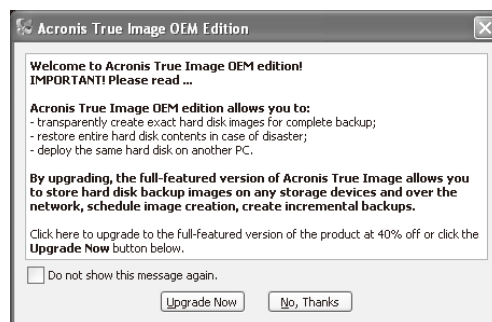 Acronis True Image OEM Edition
Welcome to Acronis True Image OEM edition!
IMPORTANT! Please read ...
Acronis True Image OEM edition allows you to:
- transparently create exact hard disk images for complete backup;
- restore entire hard disk contents in case of disaster;
- deploy the same hard disk on another PC.
By upgrading, the full-featured version of Acronis True Image allows you
to store hard disk backup images on any storage devices and over the
network, schedule image creation, create incremental backups.
Click here to upgrade to the full-featured version of the product at 40% off or click the
Upgrade Now button below.
Do not show this message again.
Upgrade Now
No, Thanks